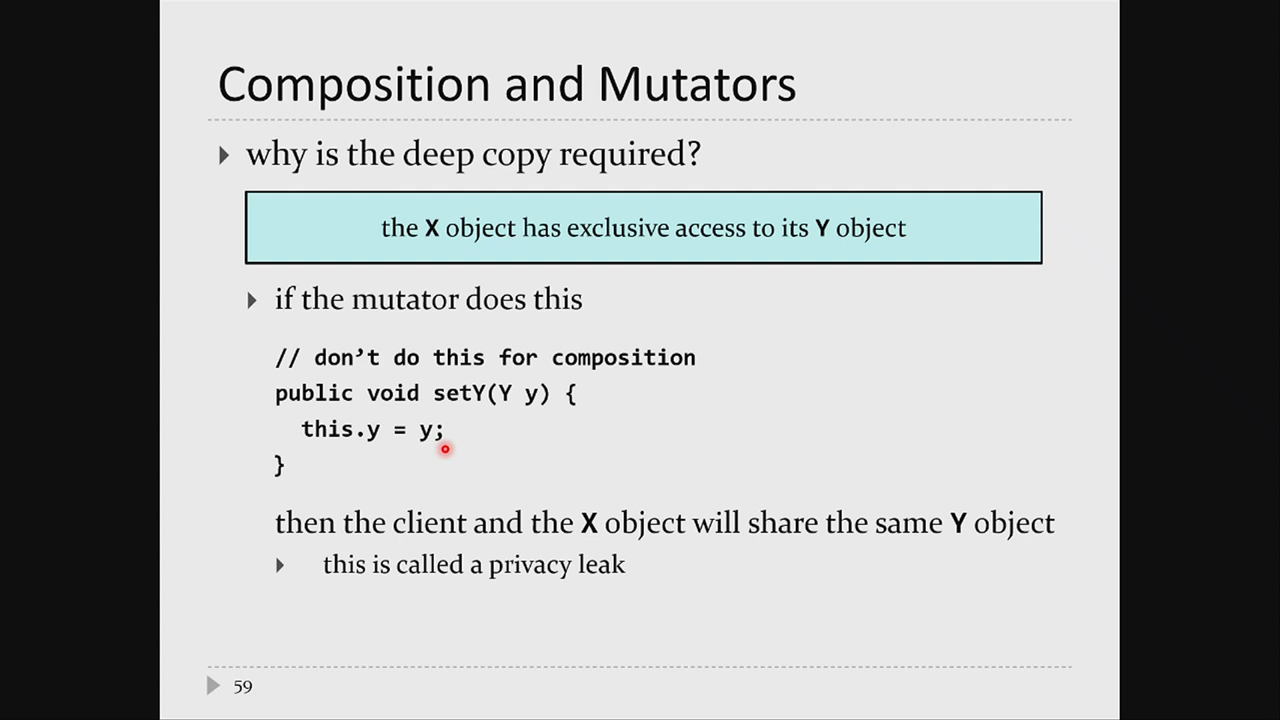 Composition and Mutators
why is the deep copy required?
the X object has exclusive access to its Y object
if the mutator does this
// don’t do this for composition
public void setY(Y y) {
this.y = y;
}
then the client and the X object will share the same Y object
this is called a privacy leak
59